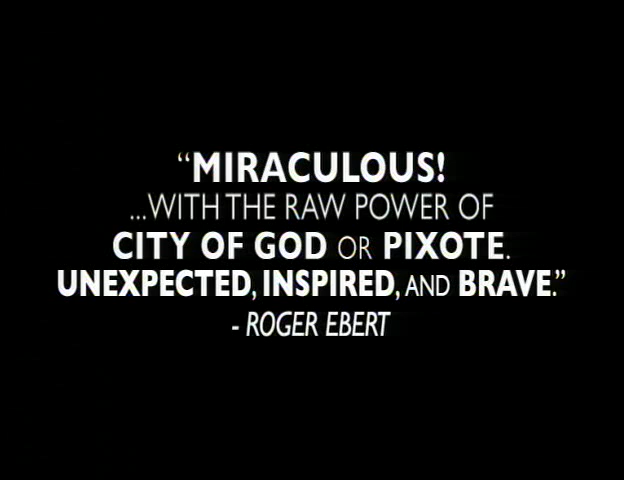 “MIRACULOUS!
...WITH THE RAW POWER OF
CITY OF GOD OR PIXOTE.
UNEXPECTED, INSPIRED, AND BRAVE.”
- ROGER EBERT